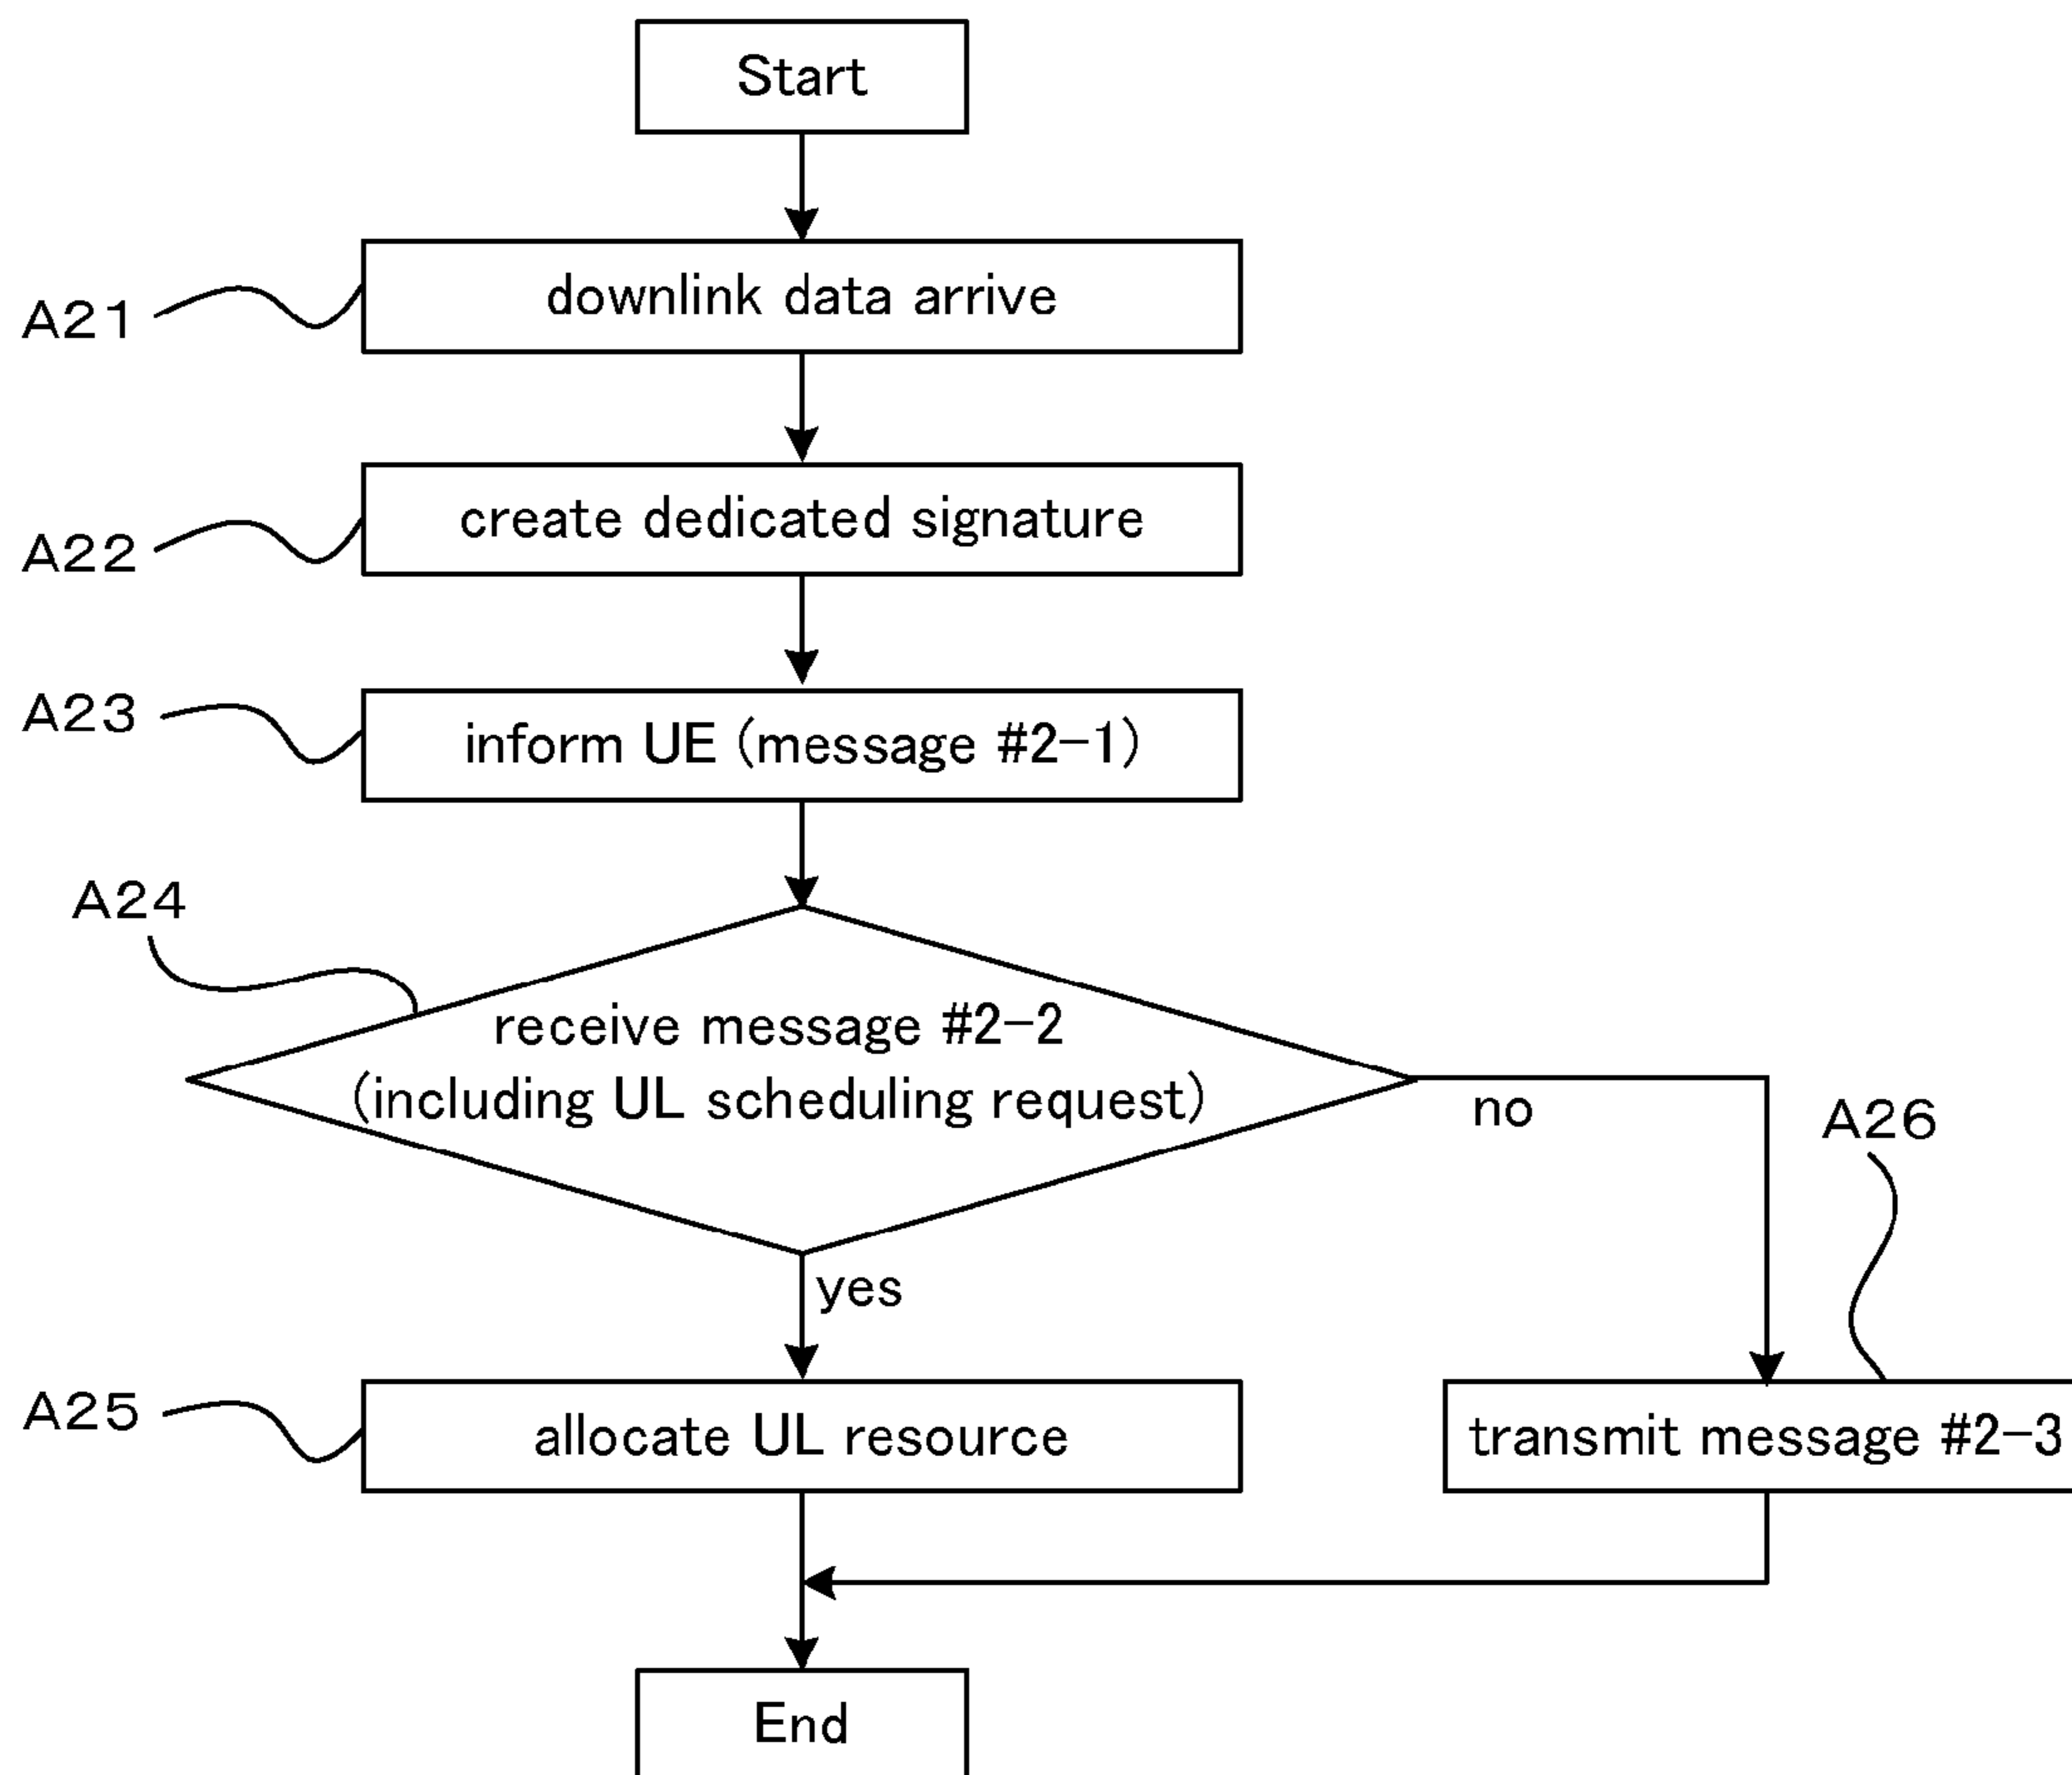 Start
A21
downlink data arrive
A22
create dedicated signature
A23
inform UE (message #2-1)
A24
receive message #2-2
(including UL scheduling request)
no
A26
yes
A25
allocate UL resource
transmit message #2-3
End